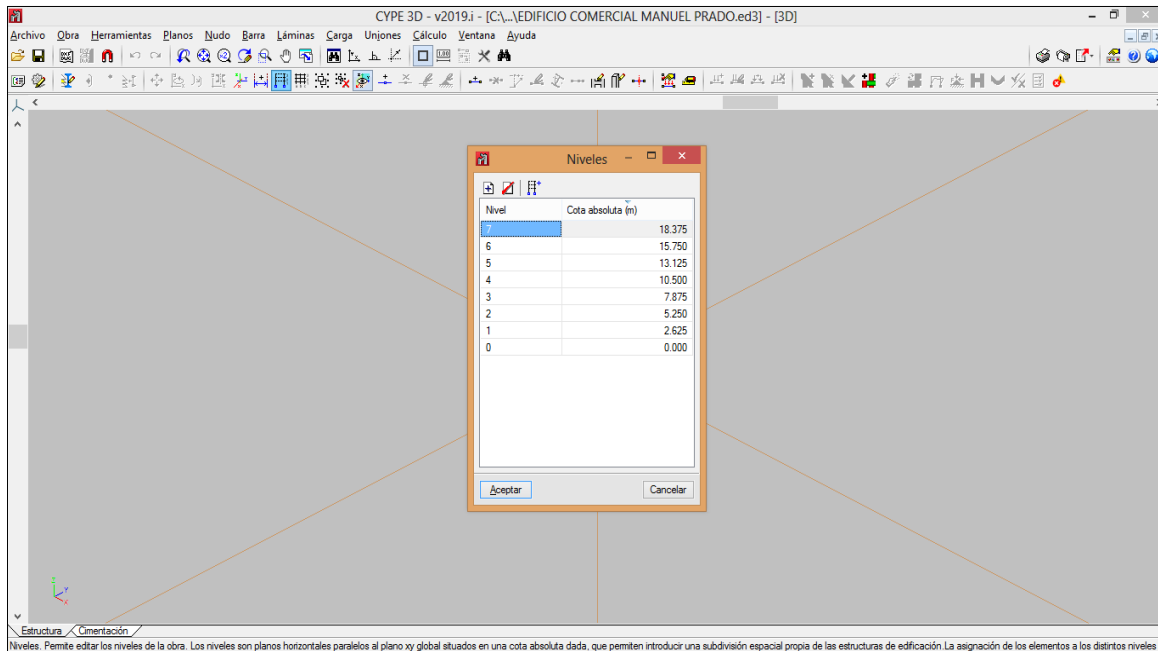 CYPE 3D - v2019.i - [C:\...\EDIFICIO COMERCIAL MANUEL PRADO.ed3] - [3D]
Archivo Obra Herramientas Planos Nudo Barra Láminas Carga Uniones Cálculo Ventana Ayuda
Niveles
Nivel Cota absoluta (m)
7 18.375
6 15.750
5 13.125
4 10.500
3 7.875
2 5.250
1 2.625
0 0.000
Aceptar Cancelar
Z
Y
X
Estructura Cimentación
Niveles. Permite editar los niveles de la obra. Los niveles son planos horizontales paralelos al plano xy global situados en una cota absoluta dada, que permiten introducir una subdivisión espacial propia de las estructuras de edificación.La asignación de los elementos a los distintos niveles